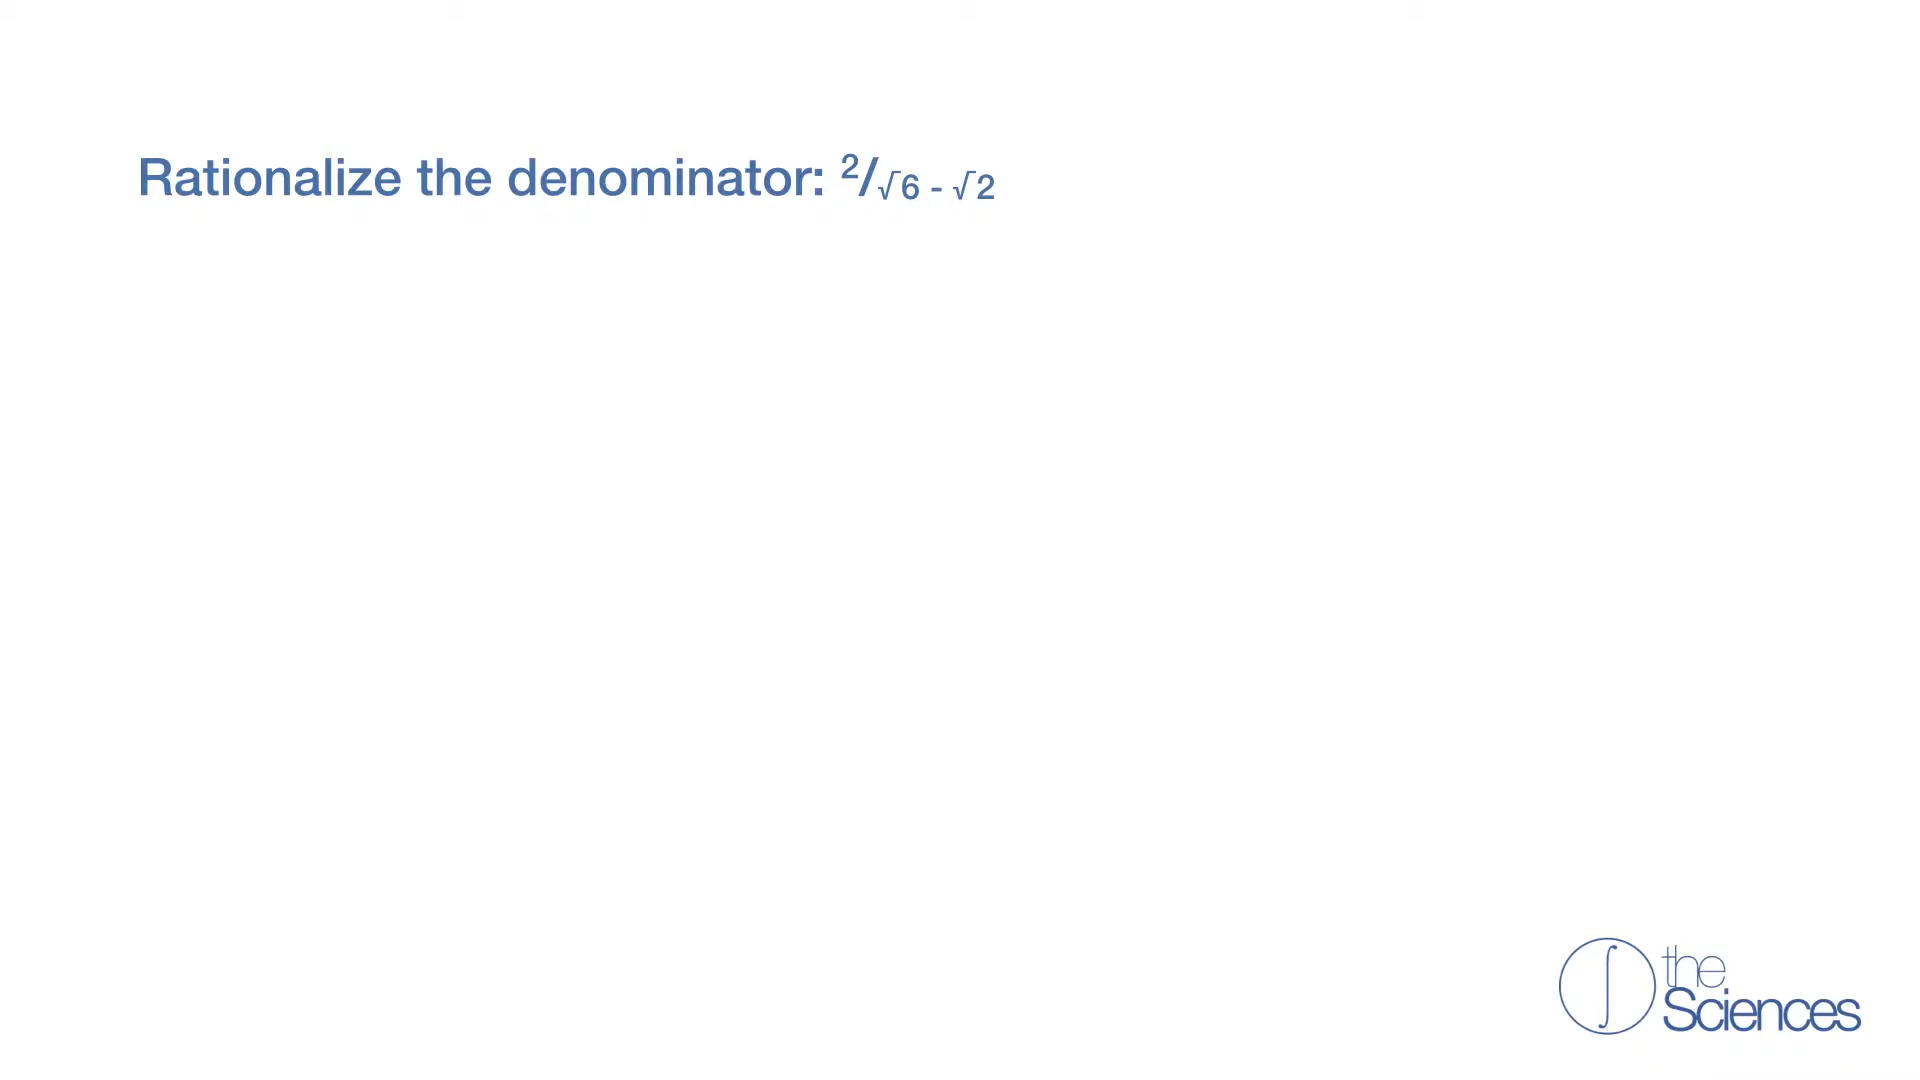 Rationalize the denominator: ²/√6 - √2
∫
the
Sciences